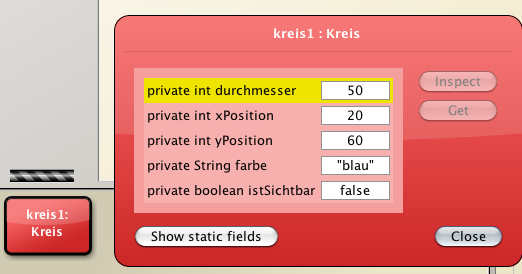 kreis1 : Kreis
private int durchmesser 50
Inspect
private int xPosition 20
Get
private int yPosition 60
private String farbe "blau"
private boolean istSichtbar false
Show static fields
Close
kreis1:
Kreis